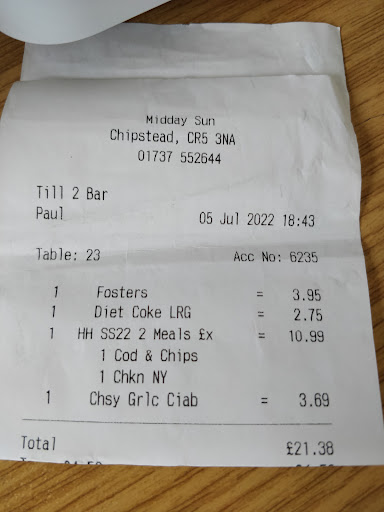 Midday Sun
Chipstead, CR5 3NA
01737 552644
Till 2 Bar
Paul 05 Jul 2022 18:43
Table: 23 Acc No: 6235
1 Fosters = 3.95
1 Diet Coke LRG = 2.75
1 HH SS22 2 Meals £x = 10.99
1 Cod & Chips
1 Chkn NY
1 Chsy Grlc Ciab = 3.69
Total £21.38